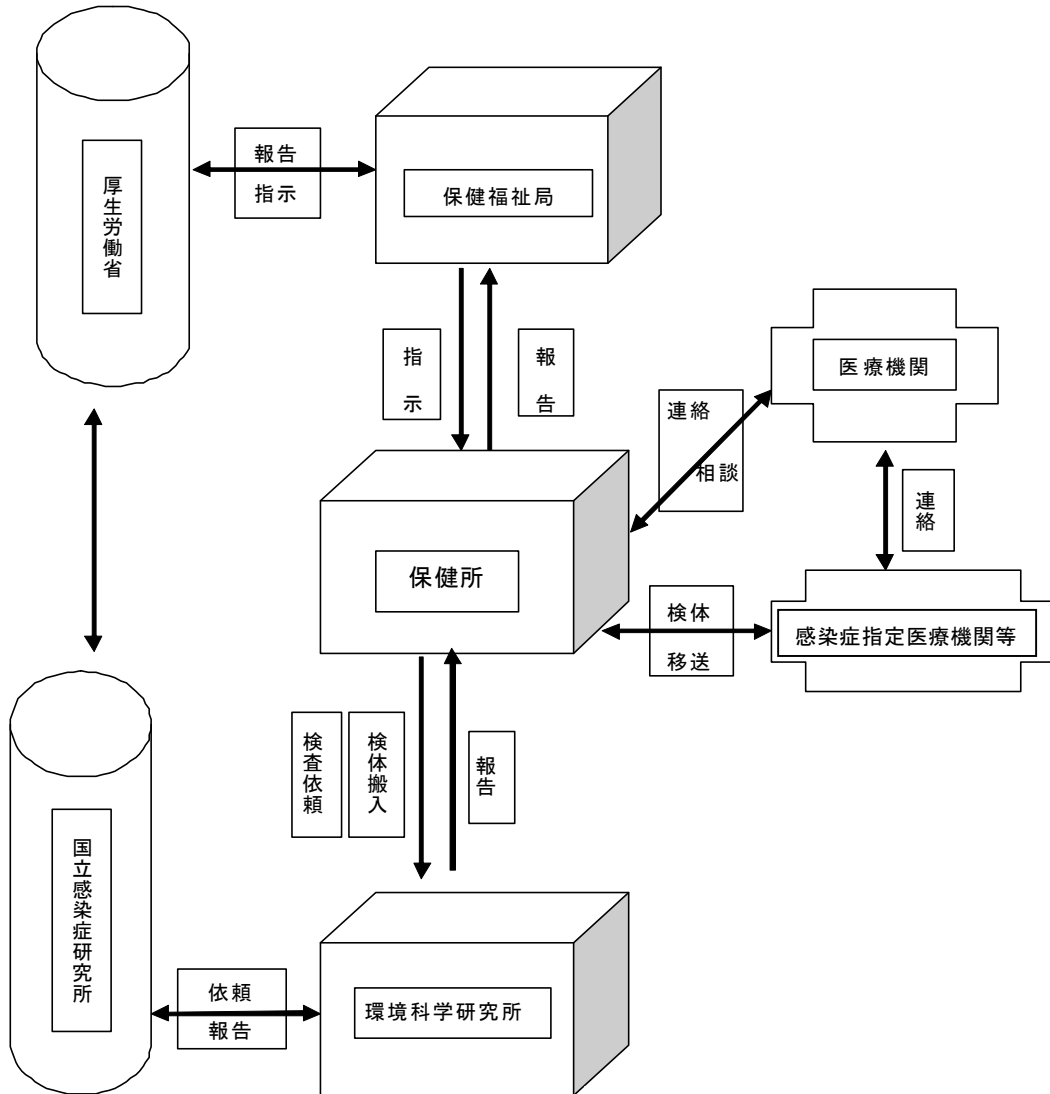 厚生労働省
報告
指示
保健福祉局
指示
報告
医療機関
連絡
相談
連絡
保健所
検体
移送
感染症指定医療機関等
検査依頼
検体搬入
報告
国立感染症研究所
依頼
報告
環境科学研究所